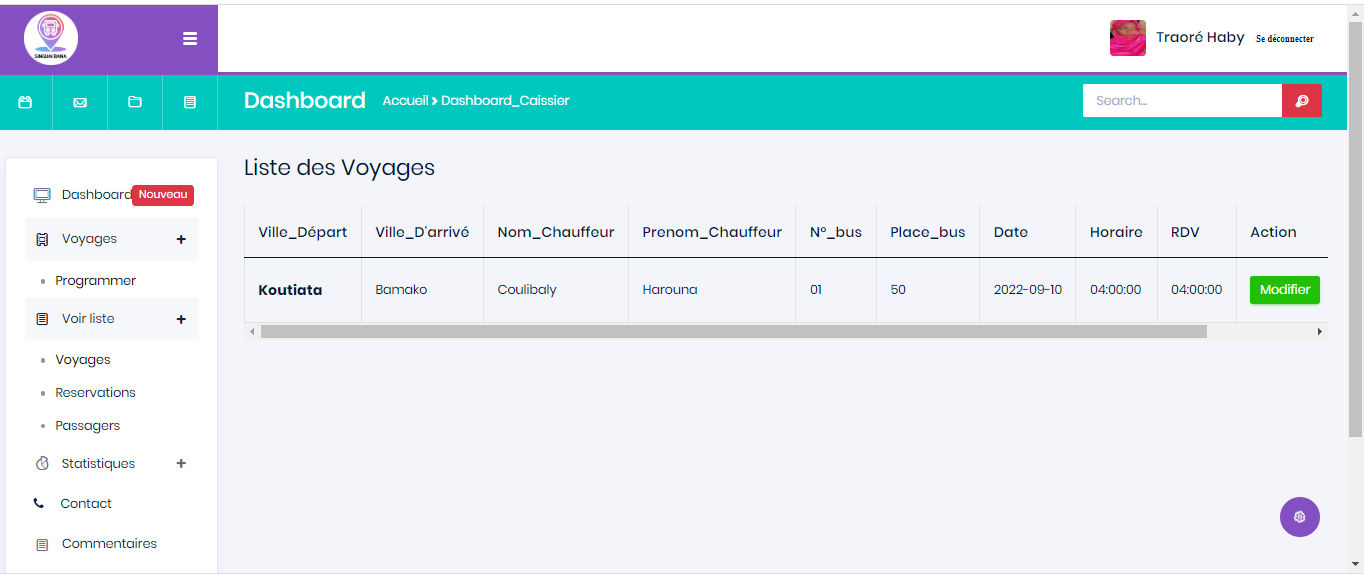 SINGUAI BANA
Traoré Haby Se déconnecter
Dashboard Accueil > Dashboard_Caissier Search...
Dashboard Nouveau
Voyages +
Programmer
Voir liste +
Voyages
Reservations
Passagers
Statistiques +
Contact
Commentaires
Liste des Voyages
Ville_Départ Ville_D'arrivé Nom_Chauffeur Prenom_Chauffeur N°_bus Place_bus Date Horaire RDV Action
Koutiata Bamako Coulibaly Harouna 01 50 2022-09-10 04:00:00 04:00:00 Modifier